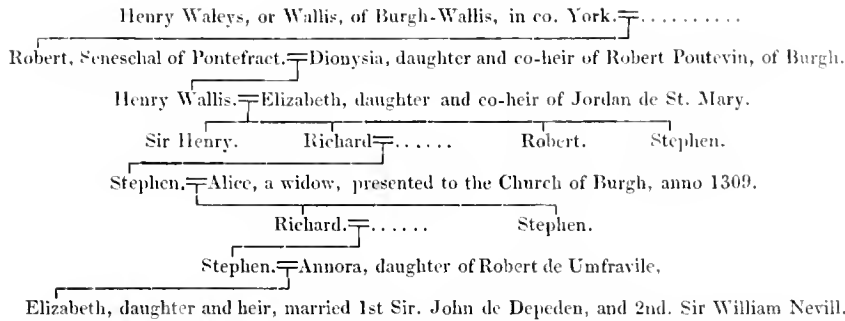 Henry Waleys, or Wallis, of Burgh-Wallis, in co. York.=..........
Robert, Seneschal of Pontefract.=Dionysia, daughter and co-heir of Robert Poutevin, of Burgh.
Henry Wallis.=Elizabeth, daughter and co-heir of Jordan de St. Mary.
Sir Henry. Richard=...... Robert. Stephen.
Stephen.=Alice, a widow, presented to the Church of Burgh, anno 1309.
Richard.=...... Stephen.
Stephen.=Annora, daughter of Robert de Umfravile,
Elizabeth, daughter and heir, married 1st Sir. John de Depeden, and 2nd. Sir William Nevill.